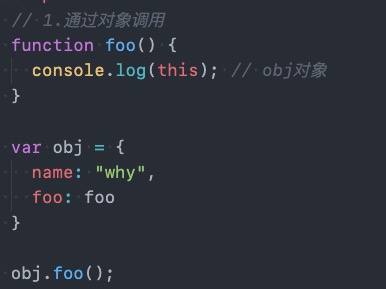 // 1.通过对象调用
function foo() {
  console.log(this); // obj对象
}

var obj = {
  name: "why",
  foo: foo
}

obj.foo();